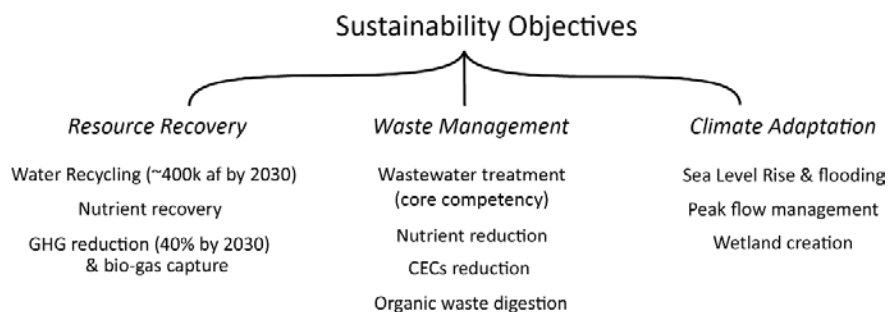 Sustainability Objectives
Resource Recovery
Water Recycling (~400k af by 2030)
Nutrient recovery
GHG reduction (40% by 2030)
& bio-gas capture
Waste Management
Wastewater treatment
(core competency)
Nutrient reduction
CECs reduction
Organic waste digestion
Climate Adaptation
Sea Level Rise & flooding
Peak flow management
Wetland creation